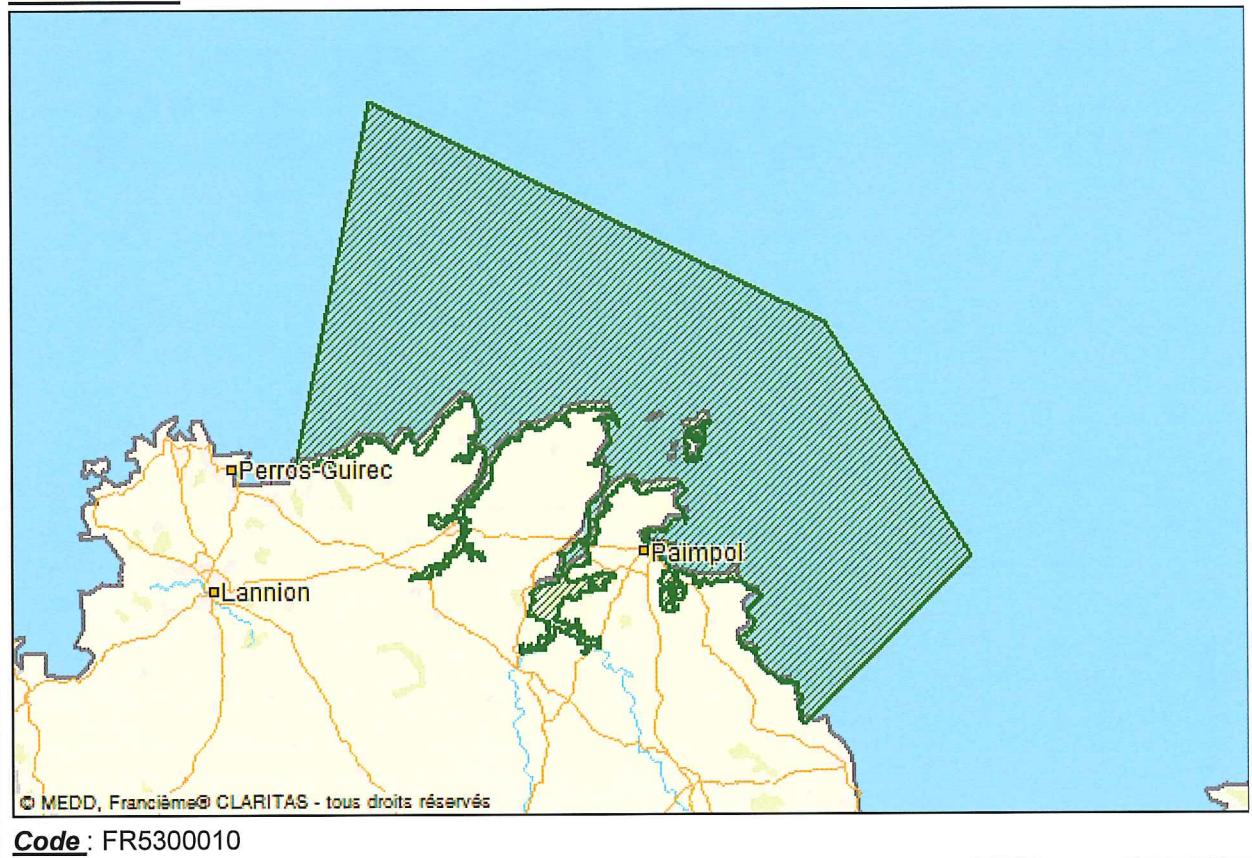 Perros-Guirec
Paimpol
Lannion
© MEDD, Francième® CLARITAS - tous droits réservés
Code : FR5300010